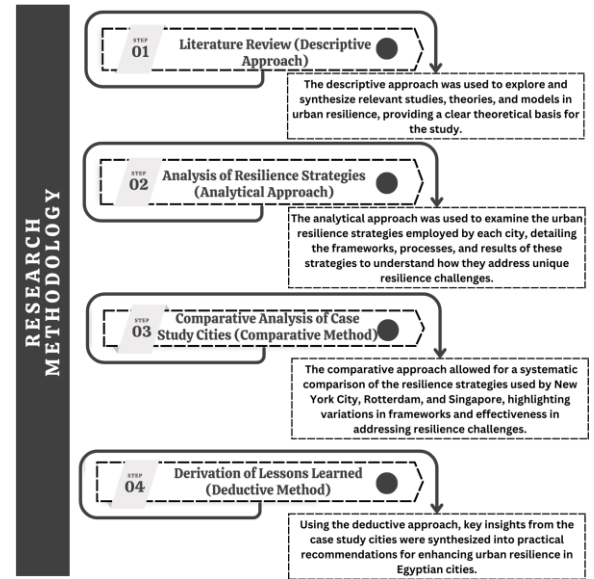 RESEARCH
METHODOLOGY
STEP
01
Literature Review (Descriptive
Approach)
The descriptive approach was used to explore and
synthesize relevant studies, theories, and models in
urban resilience, providing a clear theoretical basis for
the study.
STEP
02
Analysis of Resilience Strategies
(Analytical Approach)
The analytical approach was used to examine the urban
resilience strategies employed by each city, detailing
the frameworks, processes, and results of these
strategies to understand how they address unique
resilience challenges.
STEP
03
Comparative Analysis of Case
Study Cities (Comparative Method)
The comparative approach allowed for a systematic
comparison of the resilience strategies used by New
York City, Rotterdam, and Singapore, highlighting
variations in frameworks and effectiveness in
addressing resilience challenges.
STEP
04
Derivation of Lessons Learned
(Deductive Method)
Using the deductive approach, key insights from the
case study cities were synthesized into practical
recommendations for enhancing urban resilience in
Egyptian cities.